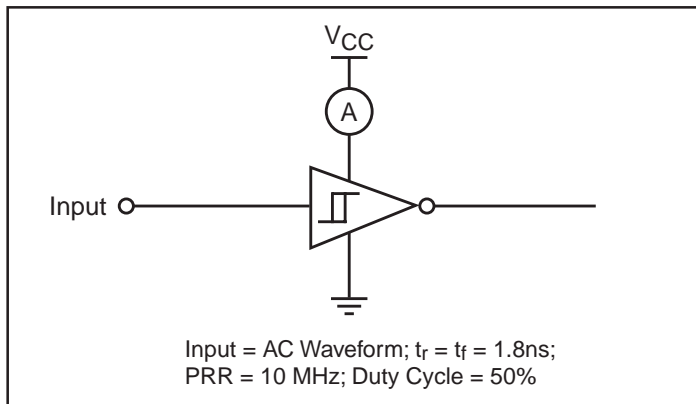 VCC
A
Input
Input = AC Waveform; tr = tf = 1.8ns;
PRR = 10 MHz; Duty Cycle = 50%